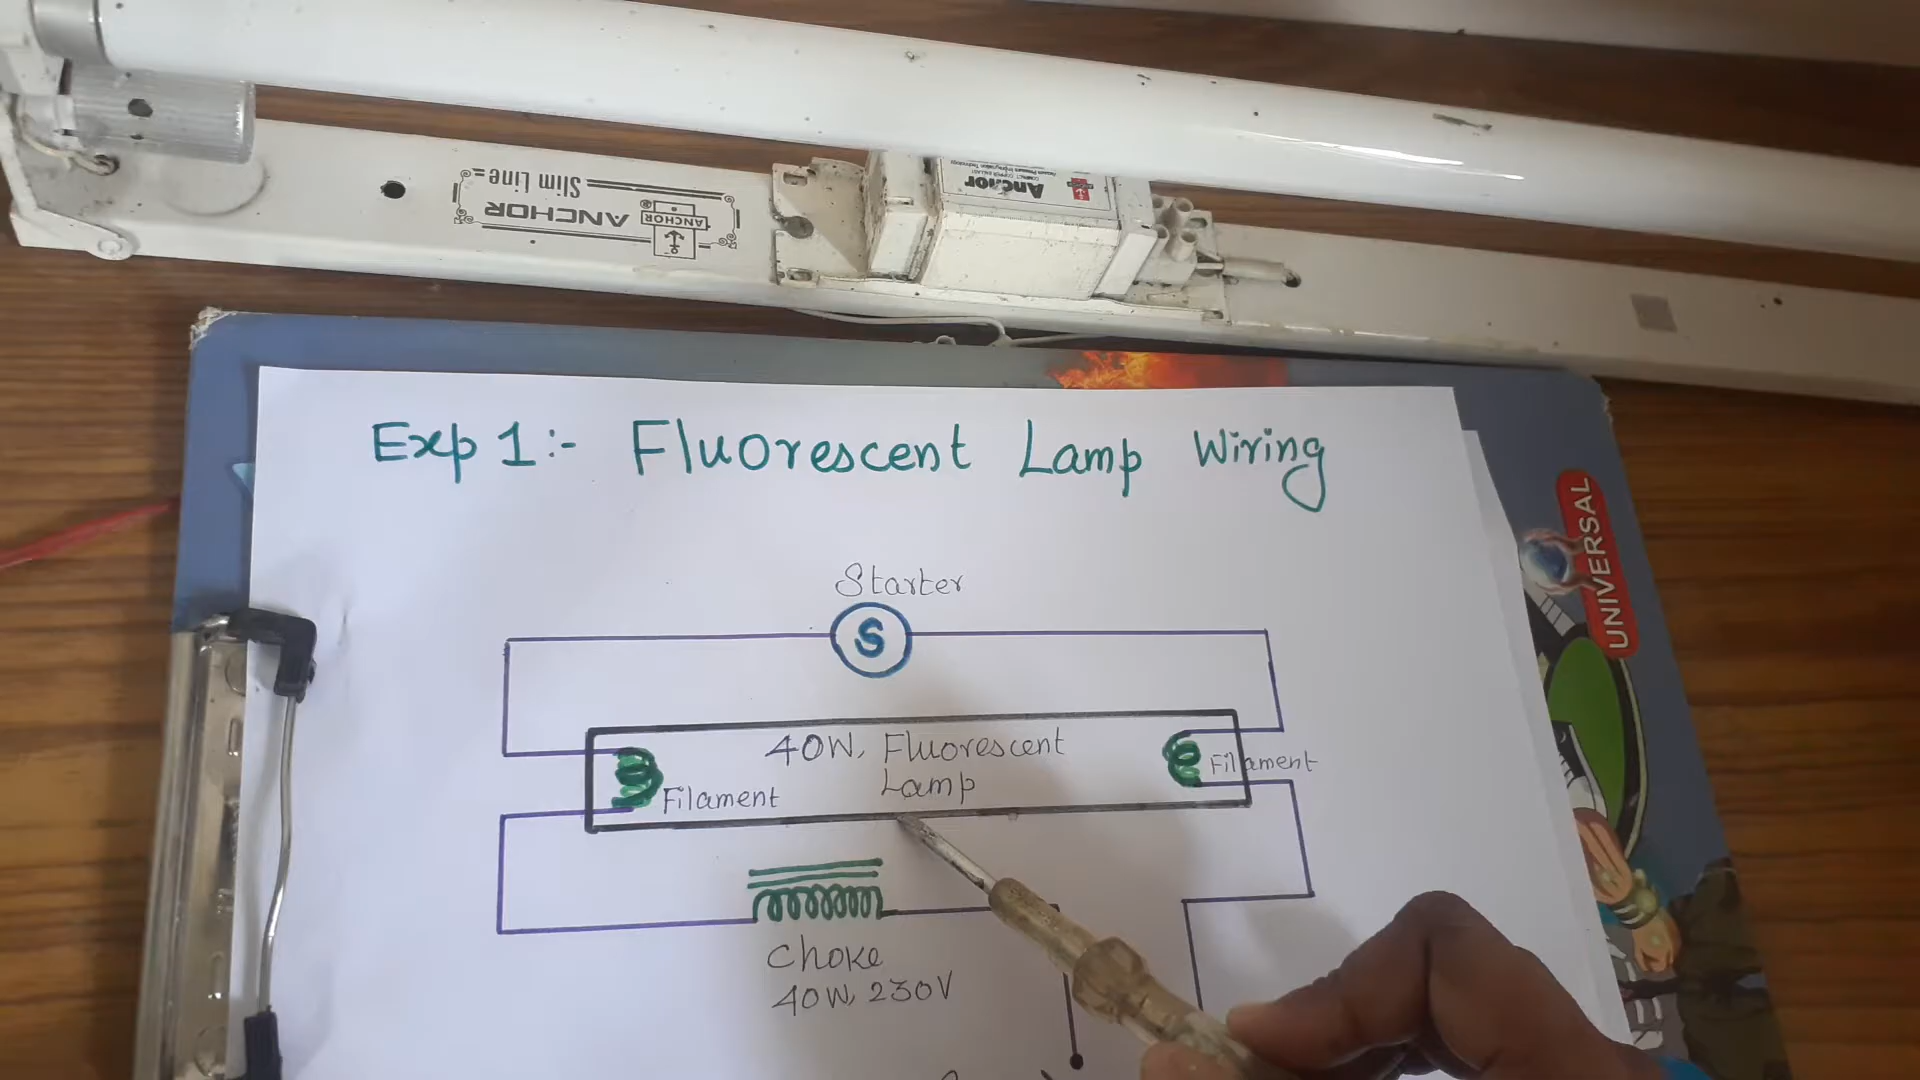 Slim Line
ANCHOR
ANCHOR
Anchor
Exp 1:- Fluorescent Lamp Wiring
Starter
S
40W, Fluorescent
Lamp
Filament
Filament
Choke
40W, 230V
UNIVERSAL